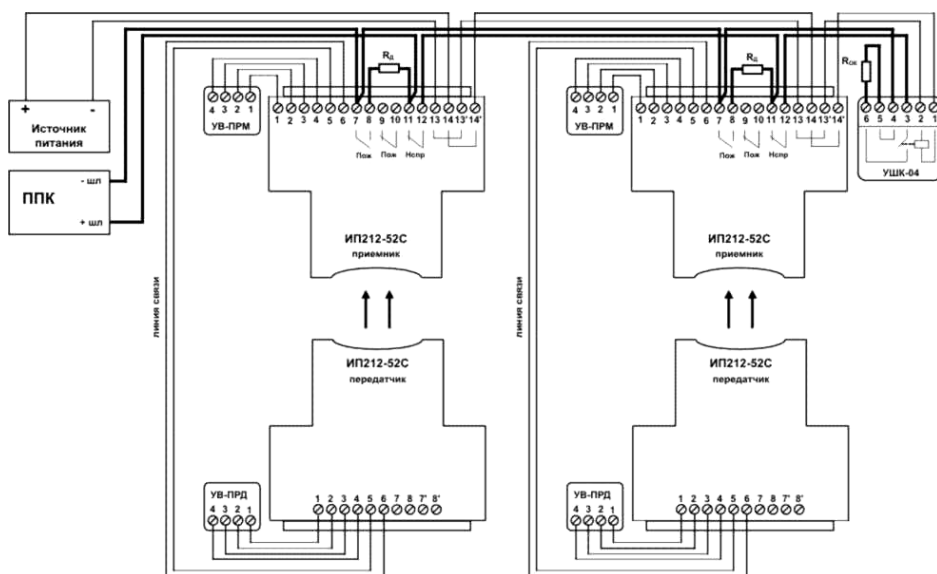 + -
Источник
питания
ППК
- шл
+ шл
4 3 2 1
УВ-ПРМ
Rд
1 2 3 4 5 6 7 8 9 10 11 12 13 14 13' 14'
Пож Пож Нспр
ИП212-52С
приемник
линия связи
ИП212-52С
передатчик
УВ-ПРД
4 3 2 1
1 2 3 4 5 6 7 8 7' 8'
4 3 2 1
УВ-ПРМ
Rд
1 2 3 4 5 6 7 8 9 10 11 12 13 14 13' 14'
Пож Пож Нспр
ИП212-52С
приемник
линия связи
ИП212-52С
передатчик
УВ-ПРД
4 3 2 1
1 2 3 4 5 6 7 8 7' 8'
Rок
6 5 4 3 2 1
УШК-04